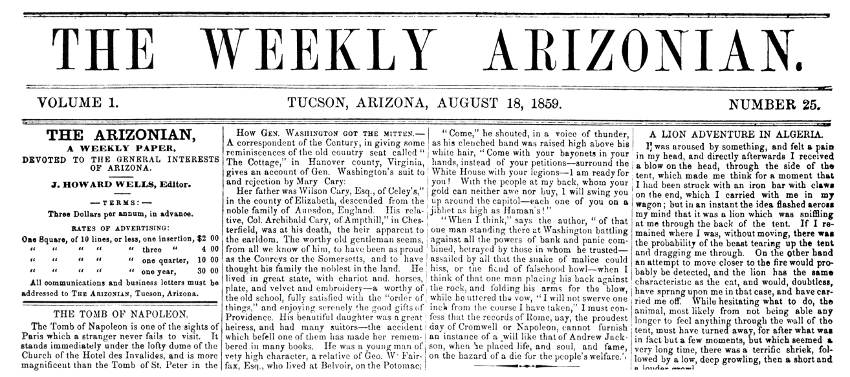 THE WEEKLY ARIZONIAN.
VOLUME 1.
TUCSON, ARIZONA, AUGUST 18, 1859.
NUMBER 25.
THE ARIZONIAN,
A WEEKLY PAPER,
DEVOTED TO THE GENERAL INTERESTS
OF ARIZONA.
J. HOWARD WELLS, Editor.
—TERMS:—
Three Dollars per annum, in advance.
RATES OF ADVERTISING:
One Square, of 10 lines, or less, one insertion, $2 00
" " " " three " 4 00
" " " " one quarter, 10 00
" " " " one year, 30 00
All communications and business letters must be
addressed to THE ARIZONIAN, Tucson, Arizona.
THE TOMB OF NAPOLEON.
The Tomb of Napoleon is one of the sights of
Paris which a stranger never fails to visit. It
stands immediately under the lofty dome of the
Church of the Hotel des Invalides, and is more
magnificent than the Tomb of St. Peter in the
HOW GEN. WASHINGTON GOT THE MITTEN.—
A correspondent of the Century, in giving some
reminiscences of the old country seat called "
The Cottage," in Hanover county, Virginia,
gives an account of Gen. Washington's suit to
and rejection by Mary Cary:
Her father was Wilson Cary, Esq., of Celey's,"
in the county of Elizabeth, descended from the
noble family of Aunesdon, England. His rela-
tive, Col. Archibald Cary, of Ampthill," in Ches-
terfield, was at his death, the heir apparent to
the earldom. The worthy old gentleman seems,
from all we know of him, to have been as proud
as the Courcys or the Somersetts, and to have
thought his family the noblest in the land. He
lived in great state, with chariot and. horses,
plate, and velvet and embroidery—a worthy of
the old school, fully satisfied with the "order of
things," and enjoying serenely the good gifts of
Providence. His beautiful daughter was a great
heiress, and had many suitors—the accident
which befell one of them has made her remem-
bered in many books. He was a young man of
very high character, a relative of Geo. W. Fair-
fax, Esq., who lived at Belvoir, on the Potomac;
"Come," he shouted, in a voice of thunder,
as his clenched hand was raised high above his
white hair, "Come with your bayonets in your
hands, instead of your petitions—surround the
White House with your legions—I am ready for
you! With the people at my back, whom your
gold can neither awe nor buy, I will swing you
up around the capitol—each one of you on a
jibbet as high as Haman's!"
"When I think," says the author, "of that
one man standing there at Washington battling
against all the powers of bank and panic com-
bined, betrayed by those in whom he trusted—
assailed by all that the snake of malice could
hiss, or the fiend of falsehood howl—when I
think of that one man placing his back against
the rock, and folding his arms for the blow,
while he uttered the vow, "I will not swerve one
inch from the course I have taken," I must con-
fess that the records of Rome, nay, the proudest
day of Cromwell or Napoleon, cannot furnish
an instance of a will like that of Andrew Jack-
son, when he placed life, and soul, and fame,
on the hazard of a die for the people's welfare.'
A LION ADVENTURE IN ALGERIA.
I was aroused by something, and felt a pain
in my head, and directly afterwards I received
a blow on the head, through the side of the
tent, which made me think for a moment that
I had been struck with an iron bar with claws
on the end, which I carried with me in my
wagon; but in an instant the idea flashed across
my mind that it was a lion which was sniffling
at me through the back of the tent. If I re-
mained where I was, without moving, there was
the probability of the beast tearing up the tent
and dragging me through. On the other hand
an attempt to move closer to the fire would pro-
bably be detected, and the lion has the same
characteristic as the cat, and would, doubtless,
have sprung upon me in that case, and have car-
ried me off. While hesitating what to do, the
animal, most likely from not being able any
longer to feel anything through the wall of the
tent, must have turned away, for after what was
in fact but a few moments, but which seemed a
very long time, there was a terrific shriek, fol-
lowed by a low, deep growling, then a short and